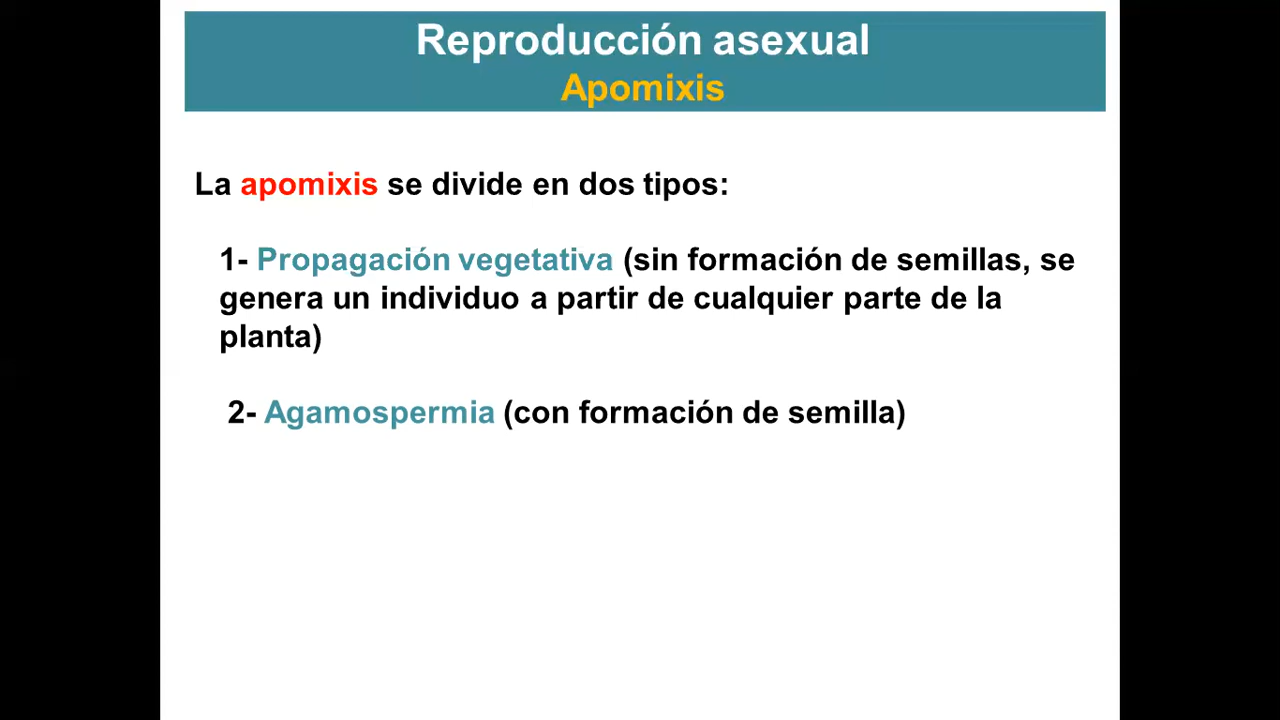 Reproducción asexual
Apomixis
La apomixis se divide en dos tipos:
1- Propagación vegetativa (sin formación de semillas, se
genera un individuo a partir de cualquier parte de la
planta)
2- Agamospermia (con formación de semilla)